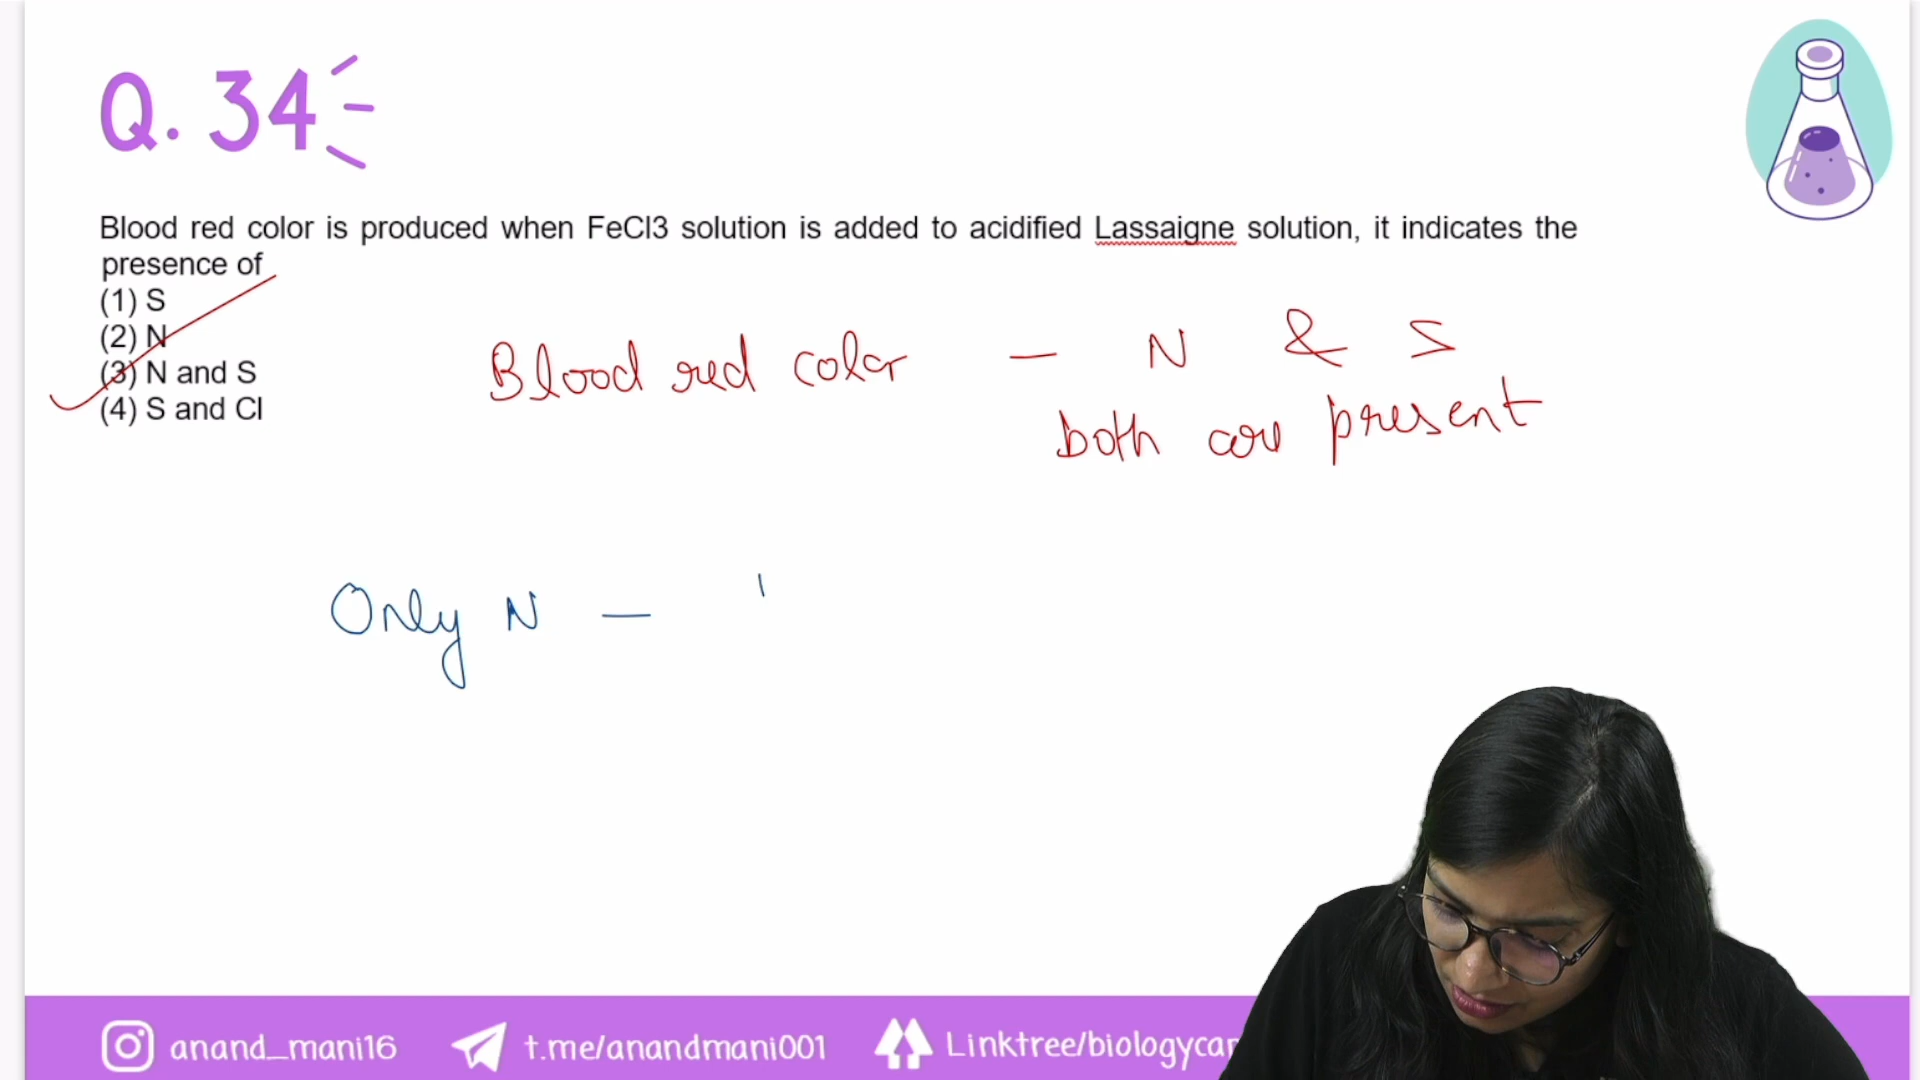 Q. 34
Blood red color is produced when FeCl3 solution is added to acidified Lassaigne solution, it indicates the
presence of
(1) S
(2) N
(3) N and S
(4) S and Cl
Blood red color — N & S
both are present
Only N —
anand_mani16
t.me/anandmani001
Linktree/biologycar